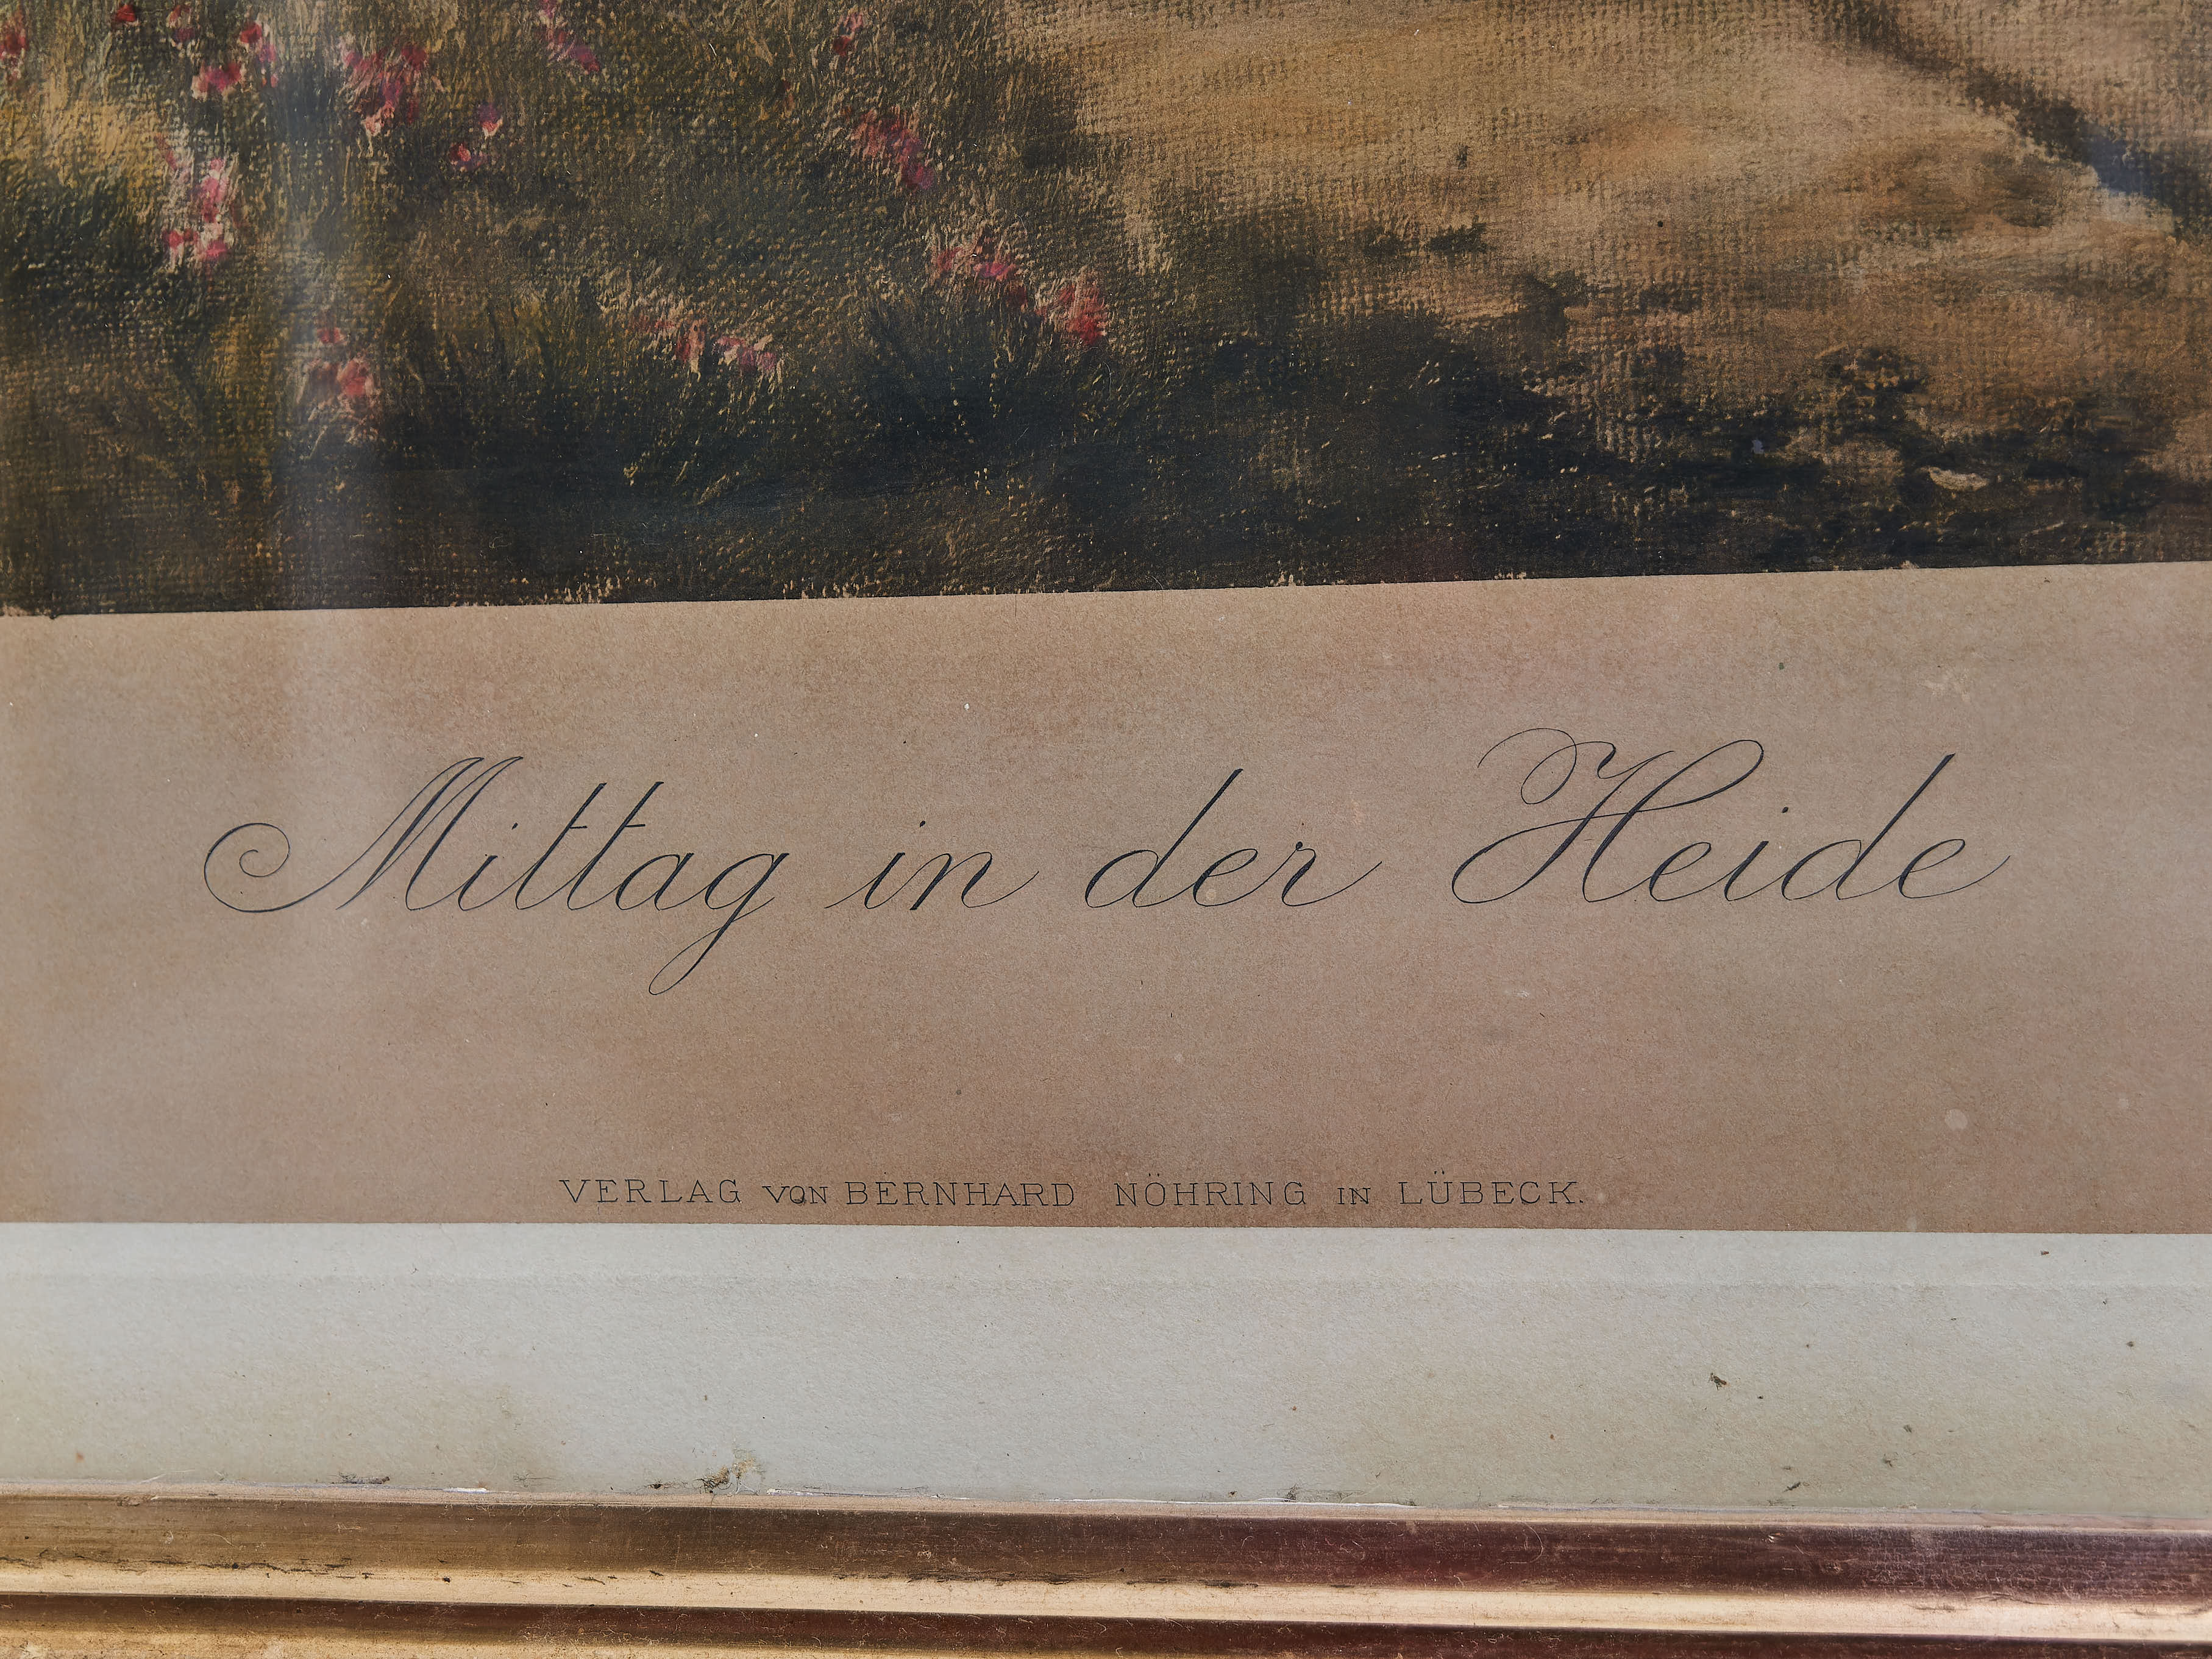 Mittag in der Heide
VERLAG VON BERNHARD NÖHRING IN LÜBECK.